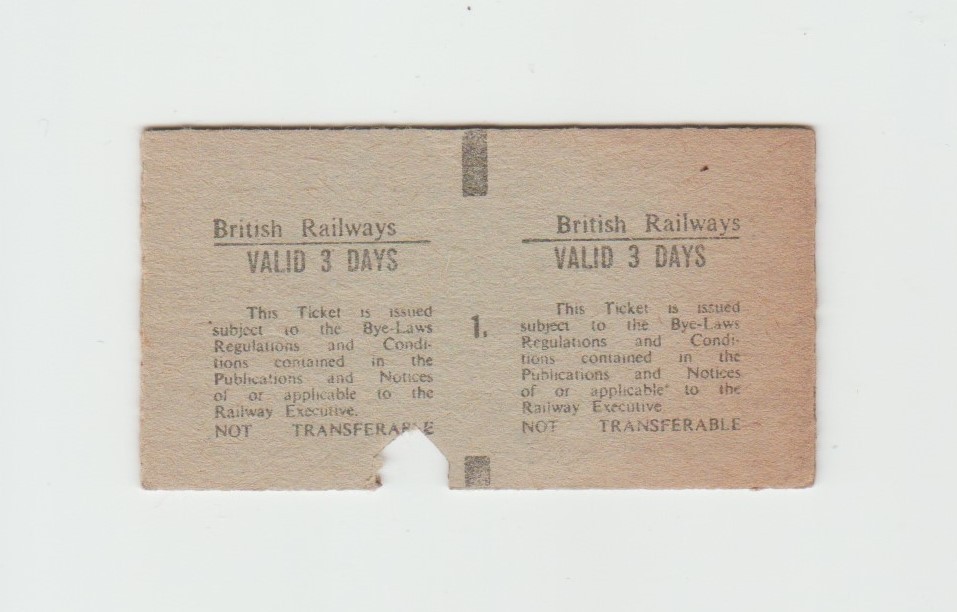 British Railways
VALID 3 DAYS
This Ticket is issued
subject to the Bye-Laws
Regulations and Condi-
tions contained in the
Publications and Notices
of or applicable to the
Railway Executive.
NOT TRANSFERABLE
1.
British Railways
VALID 3 DAYS
This Ticket is issued
subject to the Bye-Laws
Regulations and Condi-
tions contained in the
Publications and Notices
of or applicable to the
Railway Executive
NOT TRANSFERABLE